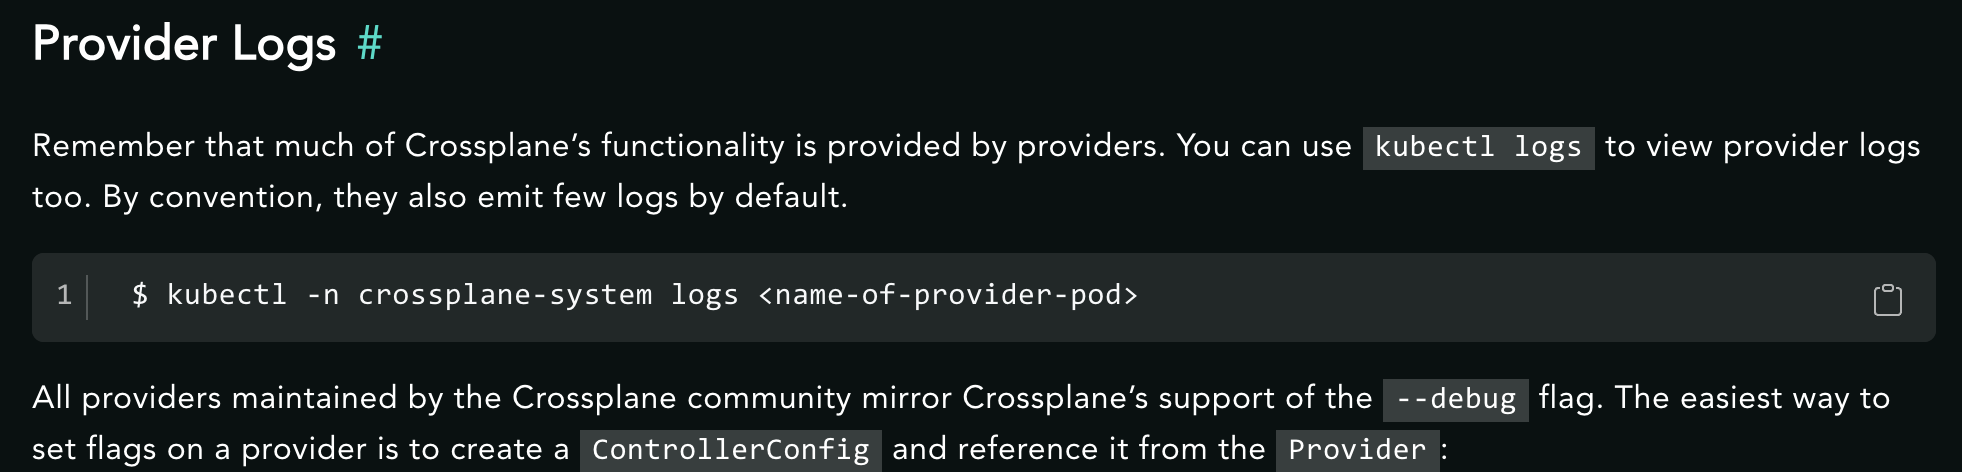 Provider Logs #
Remember that much of Crossplane’s functionality is provided by providers. You can use kubectl logs to view provider logs
too. By convention, they also emit few logs by default.
1 $ kubectl -n crossplane-system logs <name-of-provider-pod>
All providers maintained by the Crossplane community mirror Crossplane’s support of the --debug flag. The easiest way to
set flags on a provider is to create a ControllerConfig and reference it from the Provider: